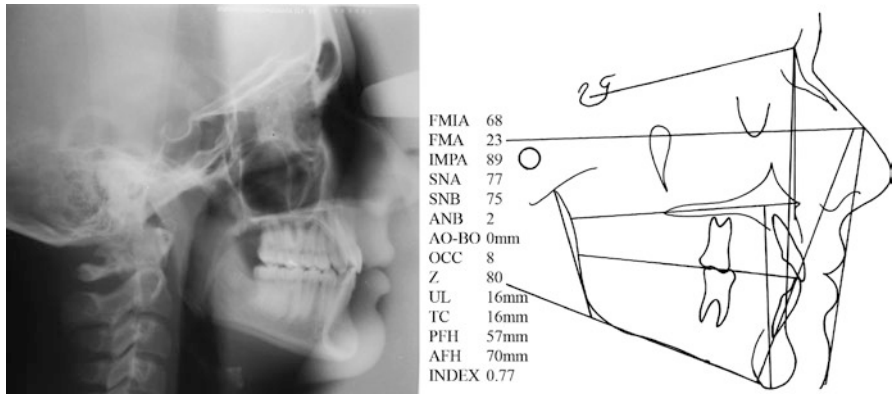 FMIA 68
FMA 23
IMPA 89
SNA 77
SNB 75
ANB 2
AO-BO 0mm
OCC 8
Z 80
UL 16mm
TC 16mm
PFH 57mm
AFH 70mm
INDEX 0.77